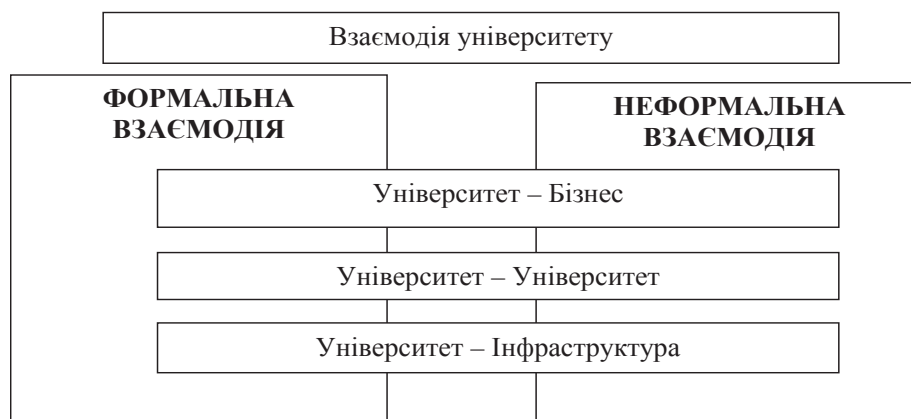 Взаємодія університету
ФОРМАЛЬНА
ВЗАЄМОДІЯ
НЕФОРМАЛЬНА
ВЗАЄМОДІЯ
Університет – Бізнес
Університет – Університет
Університет – Інфраструктура